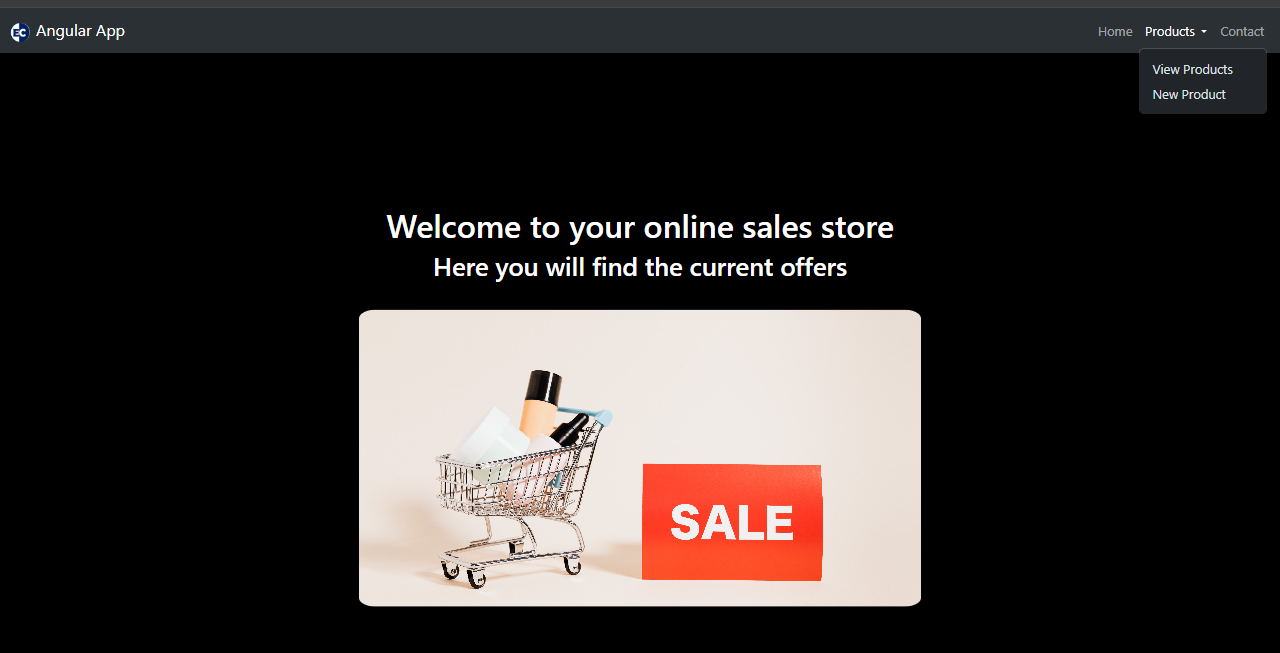 EC Angular App
Home Products Contact
View Products
New Product
Welcome to your online sales store
Here you will find the current offers
SALE